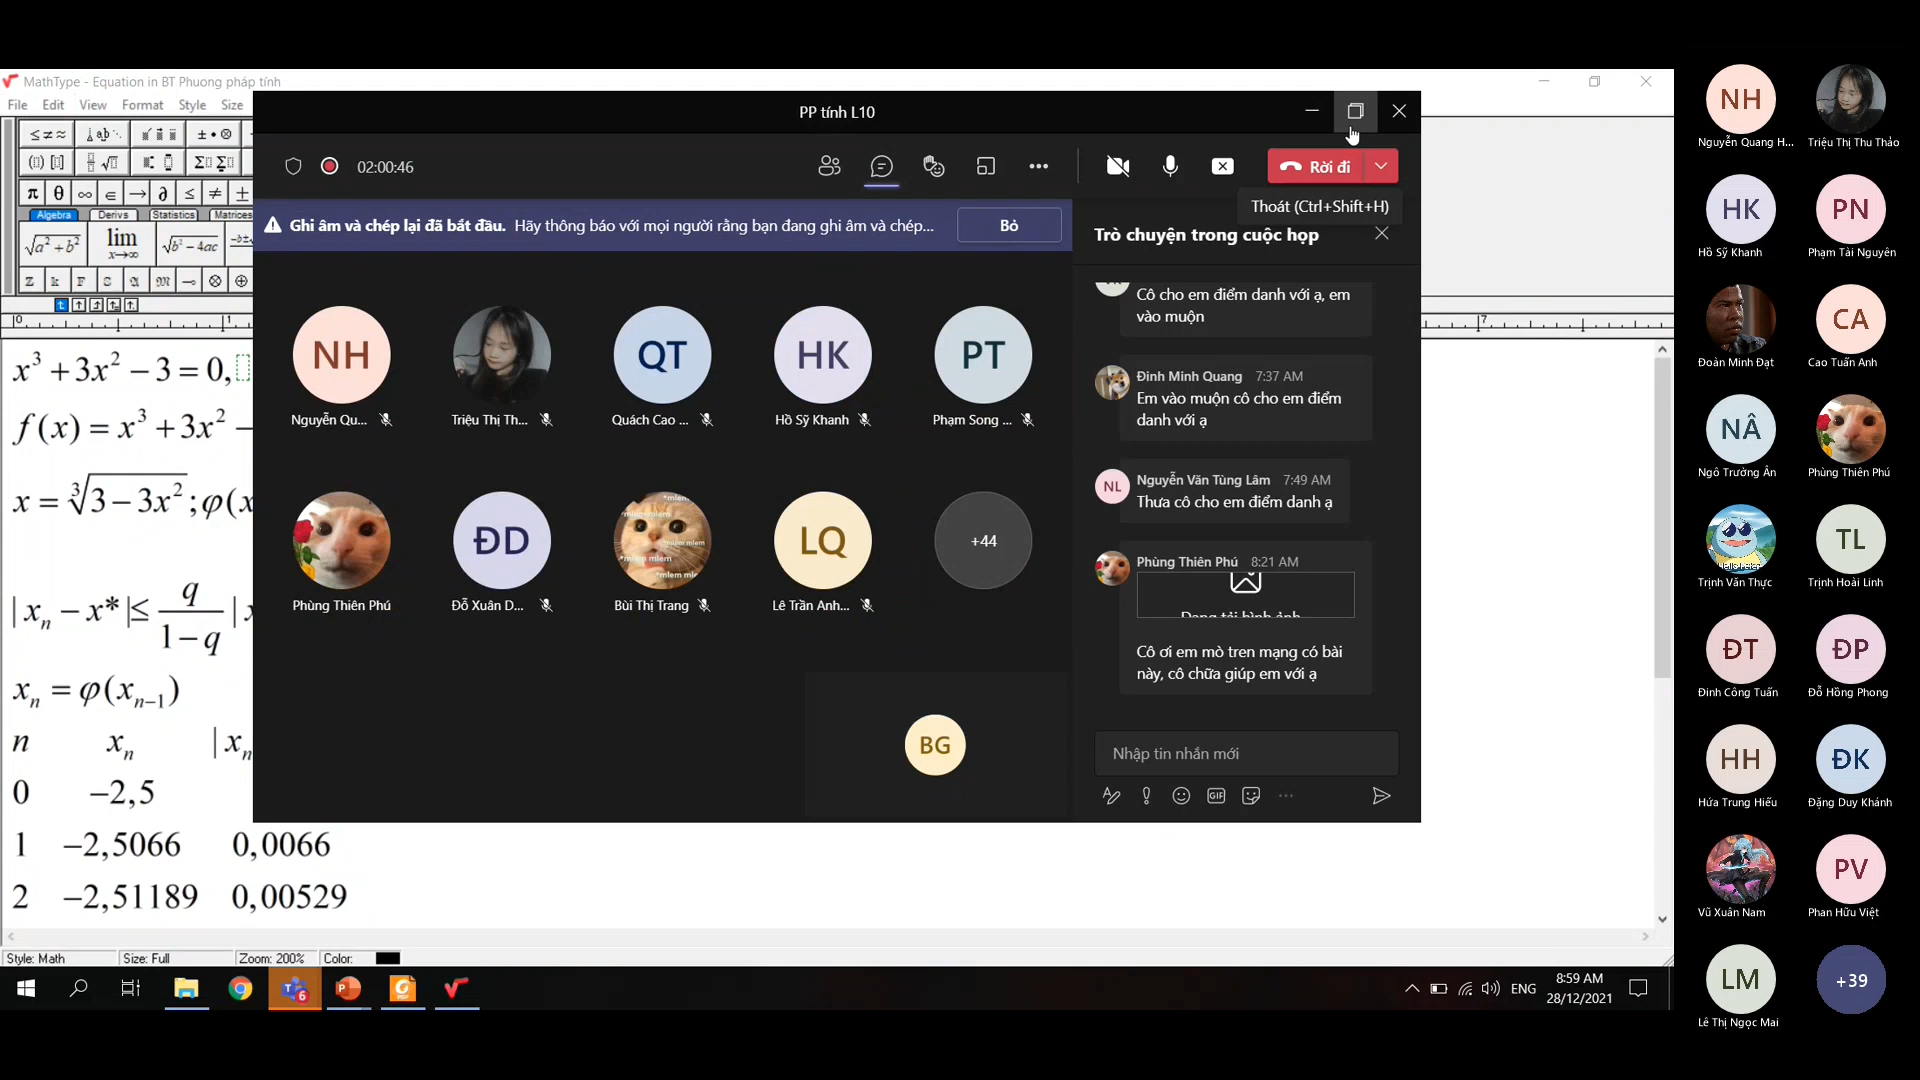 MathType - Equation in BT Phuong pháp tính
File Edit View Format Style Size
Algebra Derivs Statistics Matrices
x³ + 3x² − 3 = 0,
f(x) = x³ + 3x² −
x = ∛(3 − 3x²); φ(x
|xₙ − x*| ≤ q/(1 − q) | x
xₙ = φ(xₙ₋₁)
n xₙ |xₙ
0 −2,5
1 −2,5066 0,0066
2 −2,51189 0,00529
Style: Math Size: Full Zoom: 200% Color:
PP tính L10
02:00:46
Rời đi
Thoát (Ctrl+Shift+H)
Ghi âm và chép lại đã bắt đầu. Hãy thông báo với mọi người rằng bạn đang ghi âm và chép...
Bỏ
NH
QT
HK
PT
Nguyễn Qu...
Triệu Thị Th...
Quách Cao ...
Hồ Sỹ Khanh
Phạm Song ...
ĐD
LQ
+44
Phùng Thiên Phú
Đỗ Xuân D...
Bùi Thị Trang
Lê Trần Anh...
BG
Trò chuyện trong cuộc họp
Cô cho em điểm danh với ạ, em
vào muộn
Đinh Minh Quang 7:37 AM
Em vào muộn cô cho em điểm
danh với ạ
NL
Nguyễn Văn Tùng Lâm 7:49 AM
Thưa cô cho em điểm danh ạ
Phùng Thiên Phú 8:21 AM
Đang tải hình ảnh
Cô ơi em mò tren mạng có bài
này, cô chữa giúp em với ạ
Nhập tin nhắn mới
GIF
ENG
8:59 AM
28/12/2021
NH
Nguyễn Quang H... Triệu Thị Thu Thảo
HK PN
Hồ Sỹ Khanh Phạm Tài Nguyên
CA
Đoàn Minh Đạt Cao Tuấn Anh
NÂ
Ngô Trường Ân Phùng Thiên Phú
TL
Trịnh Văn Thực Trịnh Hoài Linh
ĐT ĐP
Đinh Công Tuấn Đỗ Hồng Phong
HH ĐK
Hứa Trung Hiếu Đặng Duy Khánh
PV
Vũ Xuân Nam Phan Hữu Việt
LM +39
Lê Thị Ngọc Mai